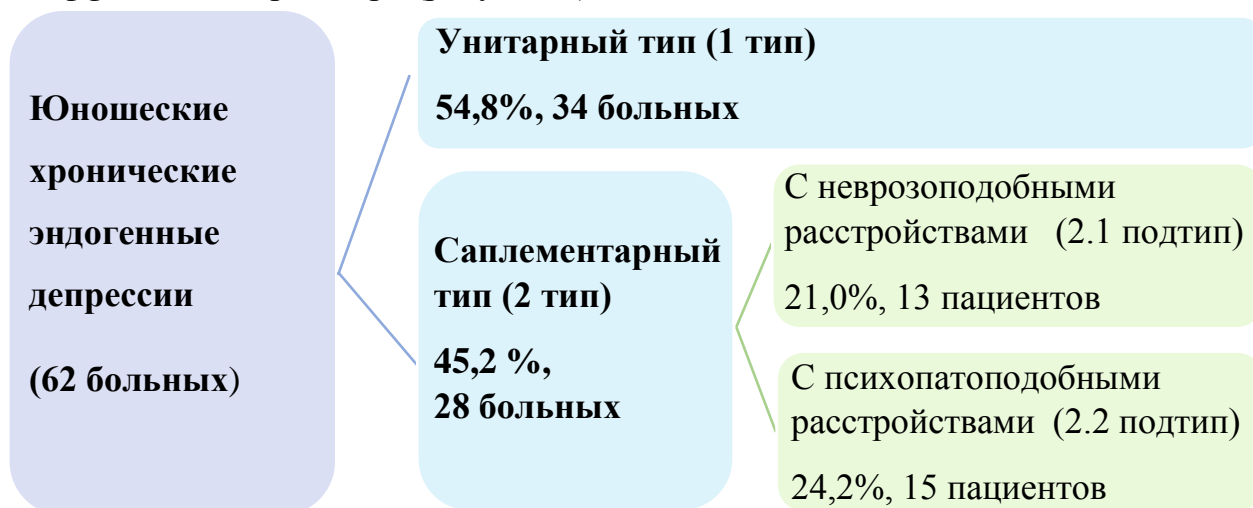 Юношеские
хронические
эндогенные
депрессии
(62 больных)
Унитарный тип (1 тип)
54,8%, 34 больных
Саплементарный
тип (2 тип)
45,2 %,
28 больных
С неврозоподобными
расстройствами (2.1 подтип)
21,0%, 13 пациентов
С психопатоподобными
расстройствами (2.2 подтип)
24,2%, 15 пациентов